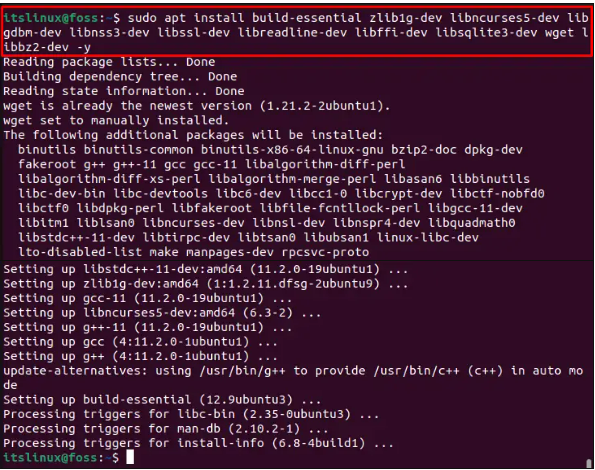 itslinux@foss:~$ sudo apt install build-essential zlib1g-dev libncurses5-dev lib
gdbm-dev libnss3-dev libssl-dev libreadline-dev libffi-dev libsqlite3-dev wget l
ibbz2-dev -y
Reading package lists... Done
Building dependency tree... Done
Reading state information... Done
wget is already the newest version (1.21.2-2ubuntu1).
wget set to manually installed.
The following additional packages will be installed:
  binutils binutils-common binutils-x86-64-linux-gnu bzip2-doc dpkg-dev
  fakeroot g++ g++-11 gcc gcc-11 libalgorithm-diff-perl
  libalgorithm-diff-xs-perl libalgorithm-merge-perl libasan6 libbinutils
  libc-dev-bin libc-devtools libc6-dev libcc1-0 libcrypt-dev libctf-nobfd0
  libctf0 libdpkg-perl libfakeroot libfile-fcntllock-perl libgcc-11-dev
  libitm1 liblsan0 libncurses-dev libnsl-dev libnspr4-dev libquadmath0
  libstdc++-11-dev libtirpc-dev libtsan0 libubsan1 linux-libc-dev
  lto-disabled-list make manpages-dev rpcsvc-proto
Setting up libstdc++-11-dev:amd64 (11.2.0-19ubuntu1) ...
Setting up zlib1g-dev:amd64 (1:1.2.11.dfsg-2ubuntu9) ...
Setting up gcc-11 (11.2.0-19ubuntu1) ...
Setting up libncurses5-dev:amd64 (6.3-2) ...
Setting up g++-11 (11.2.0-19ubuntu1) ...
Setting up gcc (4:11.2.0-1ubuntu1) ...
Setting up g++ (4:11.2.0-1ubuntu1) ...
update-alternatives: using /usr/bin/g++ to provide /usr/bin/c++ (c++) in auto mo
de
Setting up build-essential (12.9ubuntu3) ...
Processing triggers for libc-bin (2.35-0ubuntu3) ...
Processing triggers for man-db (2.10.2-1) ...
Processing triggers for install-info (6.8-4build1) ...
itslinux@foss:~$